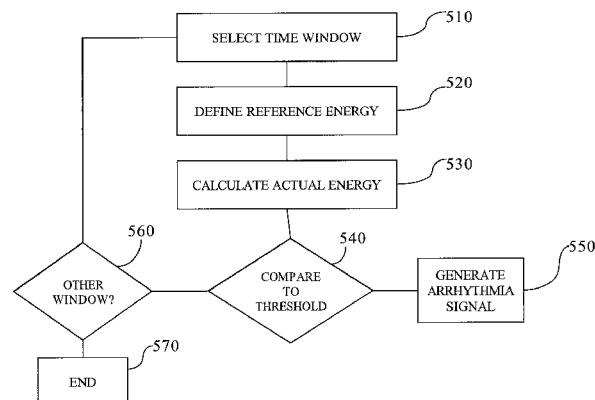 SELECT TIME WINDOW
510
DEFINE REFERENCE ENERGY
520
CALCULATE ACTUAL ENERGY
530
OTHER
WINDOW?
560
COMPARE
TO
THRESHOLD
540
GENERATE
ARRHYTHMIA
SIGNAL
550
END
570